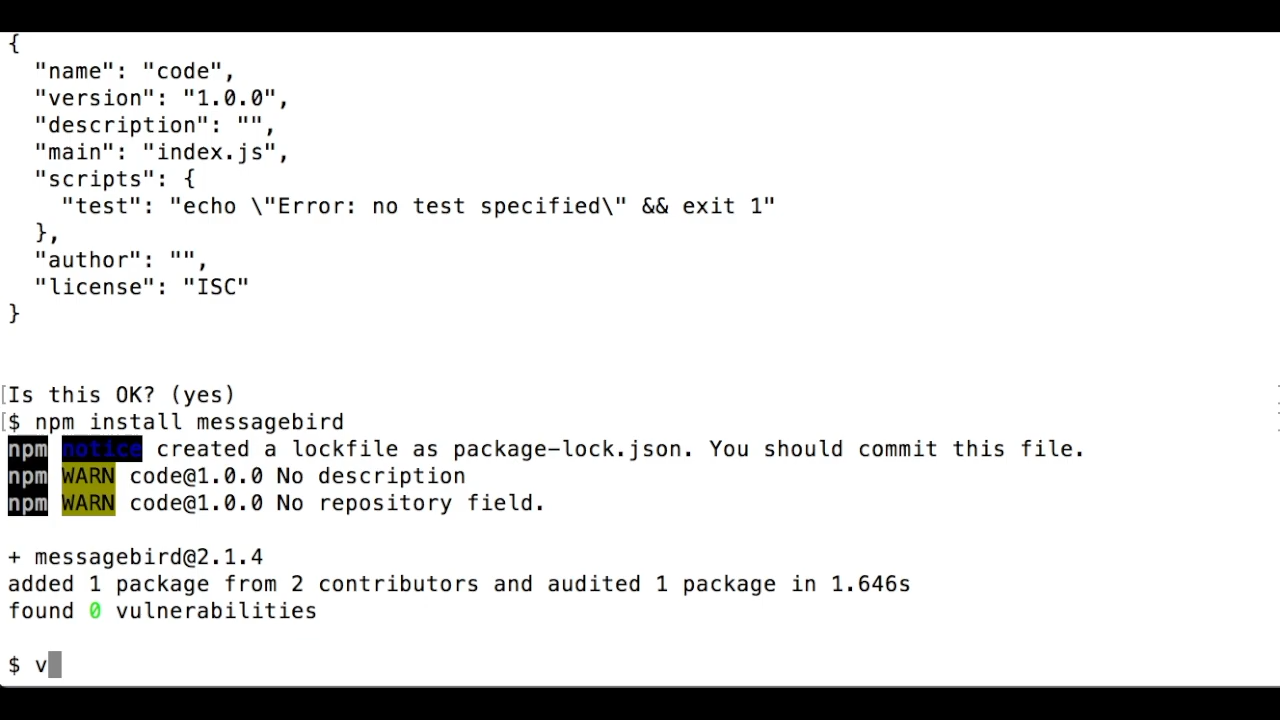 {
"name": "code",
"version": "1.0.0",
"description": "",
"main": "index.js",
"scripts": {
"test": "echo \"Error: no test specified\" && exit 1"
},
"author": "",
"license": "ISC"
}
[Is this OK? (yes)
[$ npm install messagebird
npm notice created a lockfile as package-lock.json. You should commit this file.
npm WARN code@1.0.0 No description
npm WARN code@1.0.0 No repository field.
+ messagebird@2.1.4
added 1 package from 2 contributors and audited 1 package in 1.646s
found 0 vulnerabilities
$ v